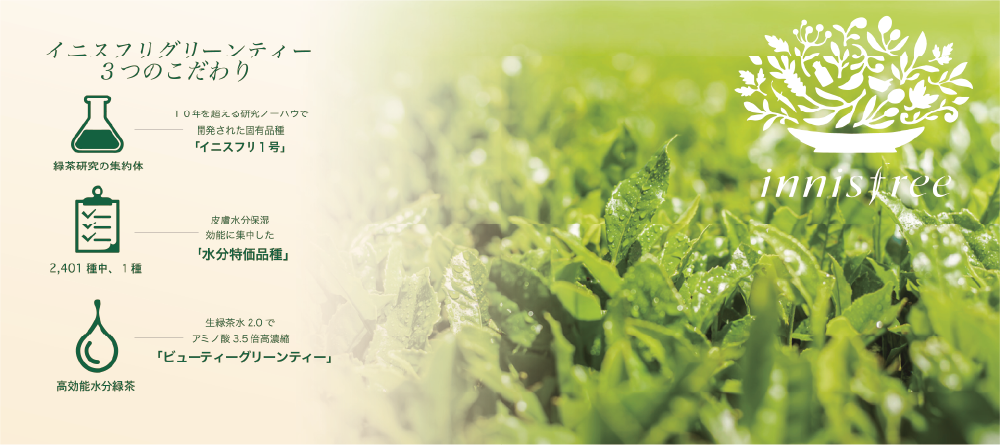 イニスフリグリーンティー
３つのこだわり
10年を超える研究ノーハウで
開発された固有品種
「イニスフリ１号」
緑茶研究の集約体
皮膚水分保湿
効能に集中した
「水分特価品種」
2,401 種中、１種
生緑茶水 2.0 で
アミノ酸 3.5 倍高濃縮
「ビューティーグリーンティー」
高効能水分緑茶
innisfree